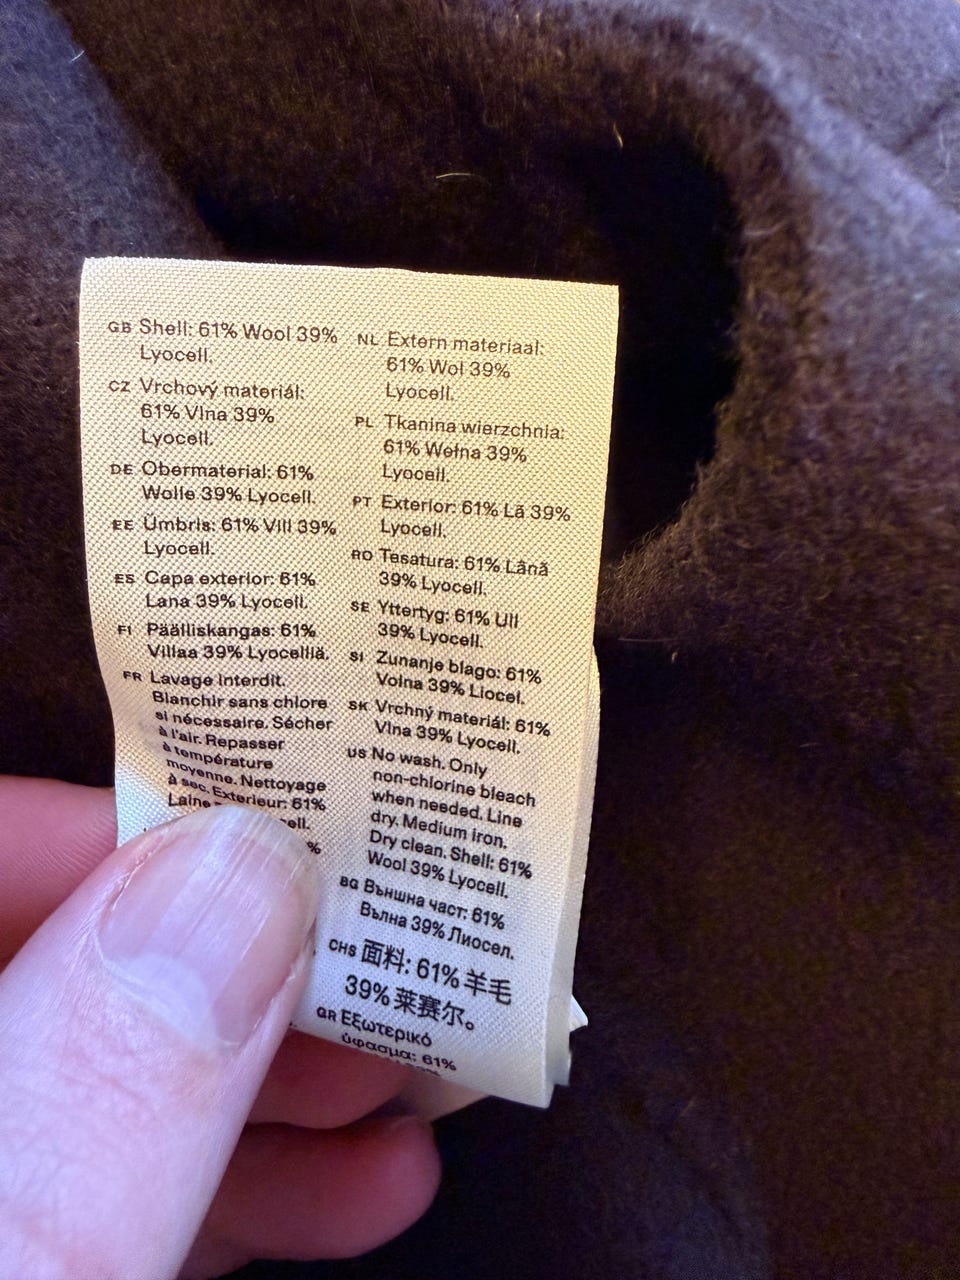 GB Shell: 61% Wool 39%
Lyocell.
CZ Vrchový materiál:
61% Vlna 39%
Lyocell.
DE Obermaterial: 61%
Wolle 39% Lyocell.
EE Ümbris: 61% Vill 39%
Lyocell.
ES Capa exterior: 61%
Lana 39% Lyocell.
FI Päälliskangas: 61%
Villaa 39% Lyocelliä.
FR Lavage interdit.
Blanchir sans chlore
si nécessaire. Sécher
à l'air. Repasser
à température
moyenne. Nettoyage
à sec. Exterieur: 61%
Laine
%
NL Extern materiaal:
61% Wol 39%
Lyocell.
PL Tkanina wierzchnia:
61% Wełna 39%
Lyocell.
PT Exterior: 61% Lã 39%
Lyocell.
RO Tesatura: 61% Lână
39% Lyocell.
SE Yttertyg: 61% Ull
39% Lyocell.
SI Zunanje blago: 61%
Volna 39% Liocel.
SK Vrchný materiál: 61%
Vlna 39% Lyocell.
US No wash. Only
non-chlorine bleach
when needed. Line
dry. Medium iron.
Dry clean. Shell: 61%
Wool 39% Lyocell.
BG Външна част: 61%
Вълна 39% Лиосел.
CHS 面料: 61% 羊毛
39% 莱赛尔。
GR Εξωτερικό
ύφασμα: 61%